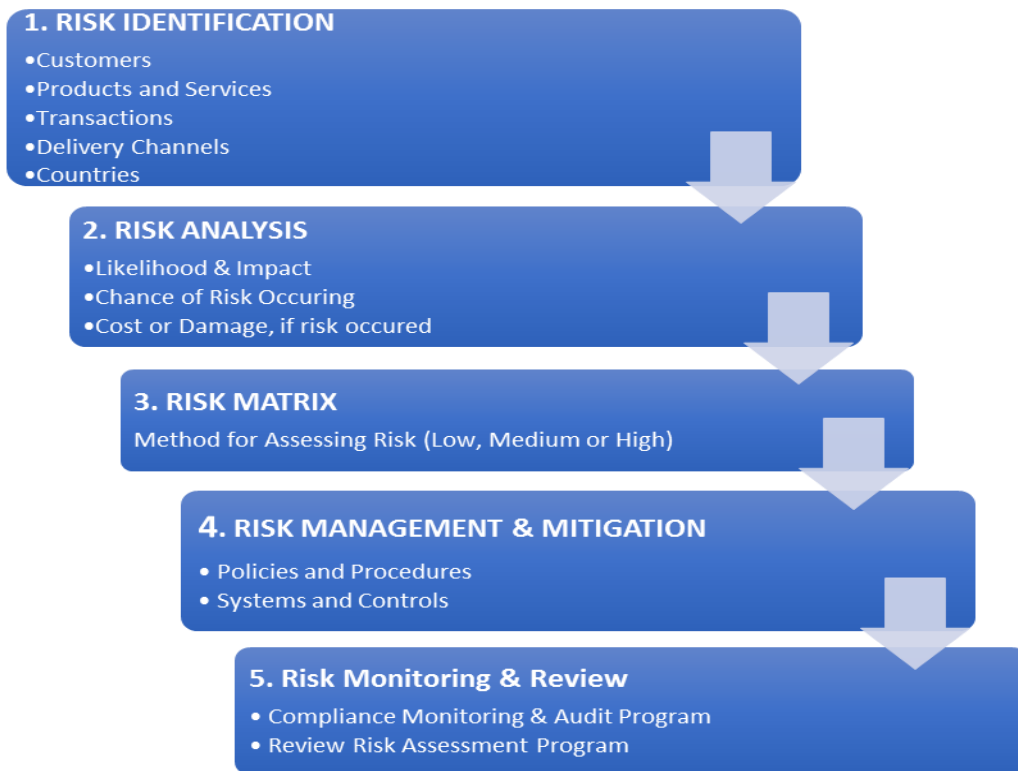 1. RISK IDENTIFICATION
•Customers
•Products and Services
•Transactions
•Delivery Channels
•Countries
2. RISK ANALYSIS
•Likelihood & Impact
•Chance of Risk Occuring
•Cost or Damage, if risk occured
3. RISK MATRIX
Method for Assessing Risk (Low, Medium or High)
4. RISK MANAGEMENT & MITIGATION
• Policies and Procedures
• Systems and Controls
5. Risk Monitoring & Review
• Compliance Monitoring & Audit Program
• Review Risk Assessment Program